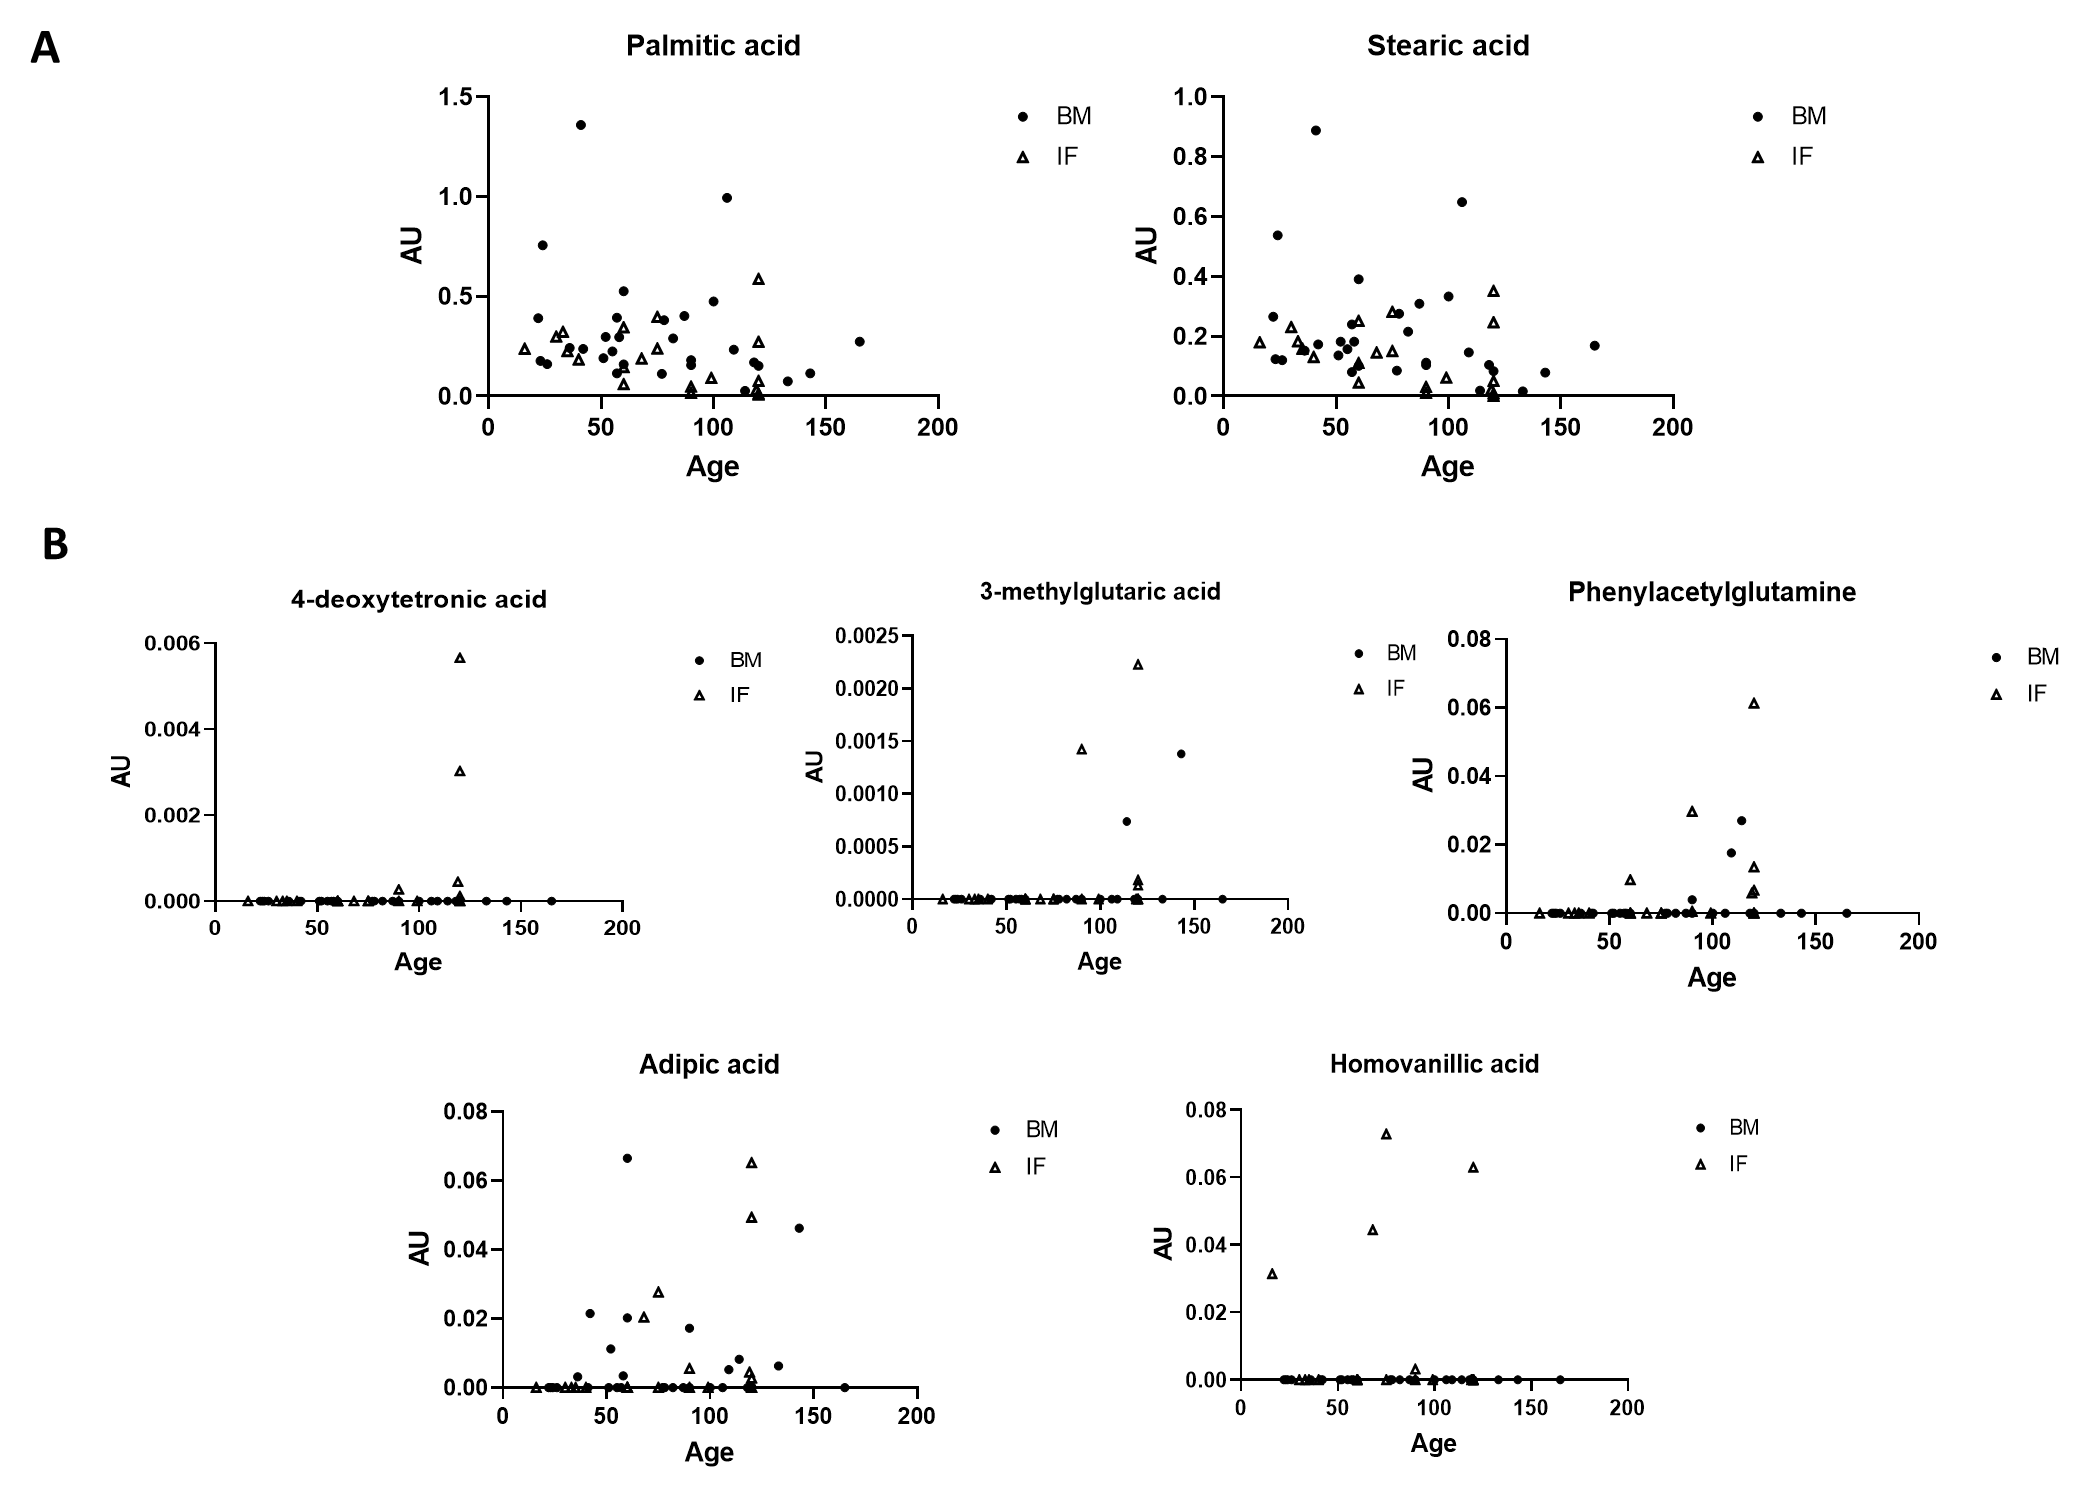 A
Palmitic acid
1.5
1.0
0.5
0.0
AU
0 50 100 150 200
Age
BM
IF
Stearic acid
1.0
0.8
0.6
0.4
0.2
0.0
AU
0 50 100 150 200
Age
BM
IF
B
4-deoxytetronic acid
0.006
0.004
0.002
0.000
AU
0 50 100 150 200
Age
BM
IF
3-methylglutaric acid
0.0025
0.0020
0.0015
0.0010
0.0005
0.0000
AU
0 50 100 150 200
Age
BM
IF
Phenylacetylglutamine
0.08
0.06
0.04
0.02
0.00
AU
0 50 100 150 200
Age
BM
IF
Adipic acid
0.08
0.06
0.04
0.02
0.00
AU
0 50 100 150 200
Age
BM
IF
Homovanillic acid
0.08
0.06
0.04
0.02
0.00
AU
0 50 100 150 200
Age
BM
IF